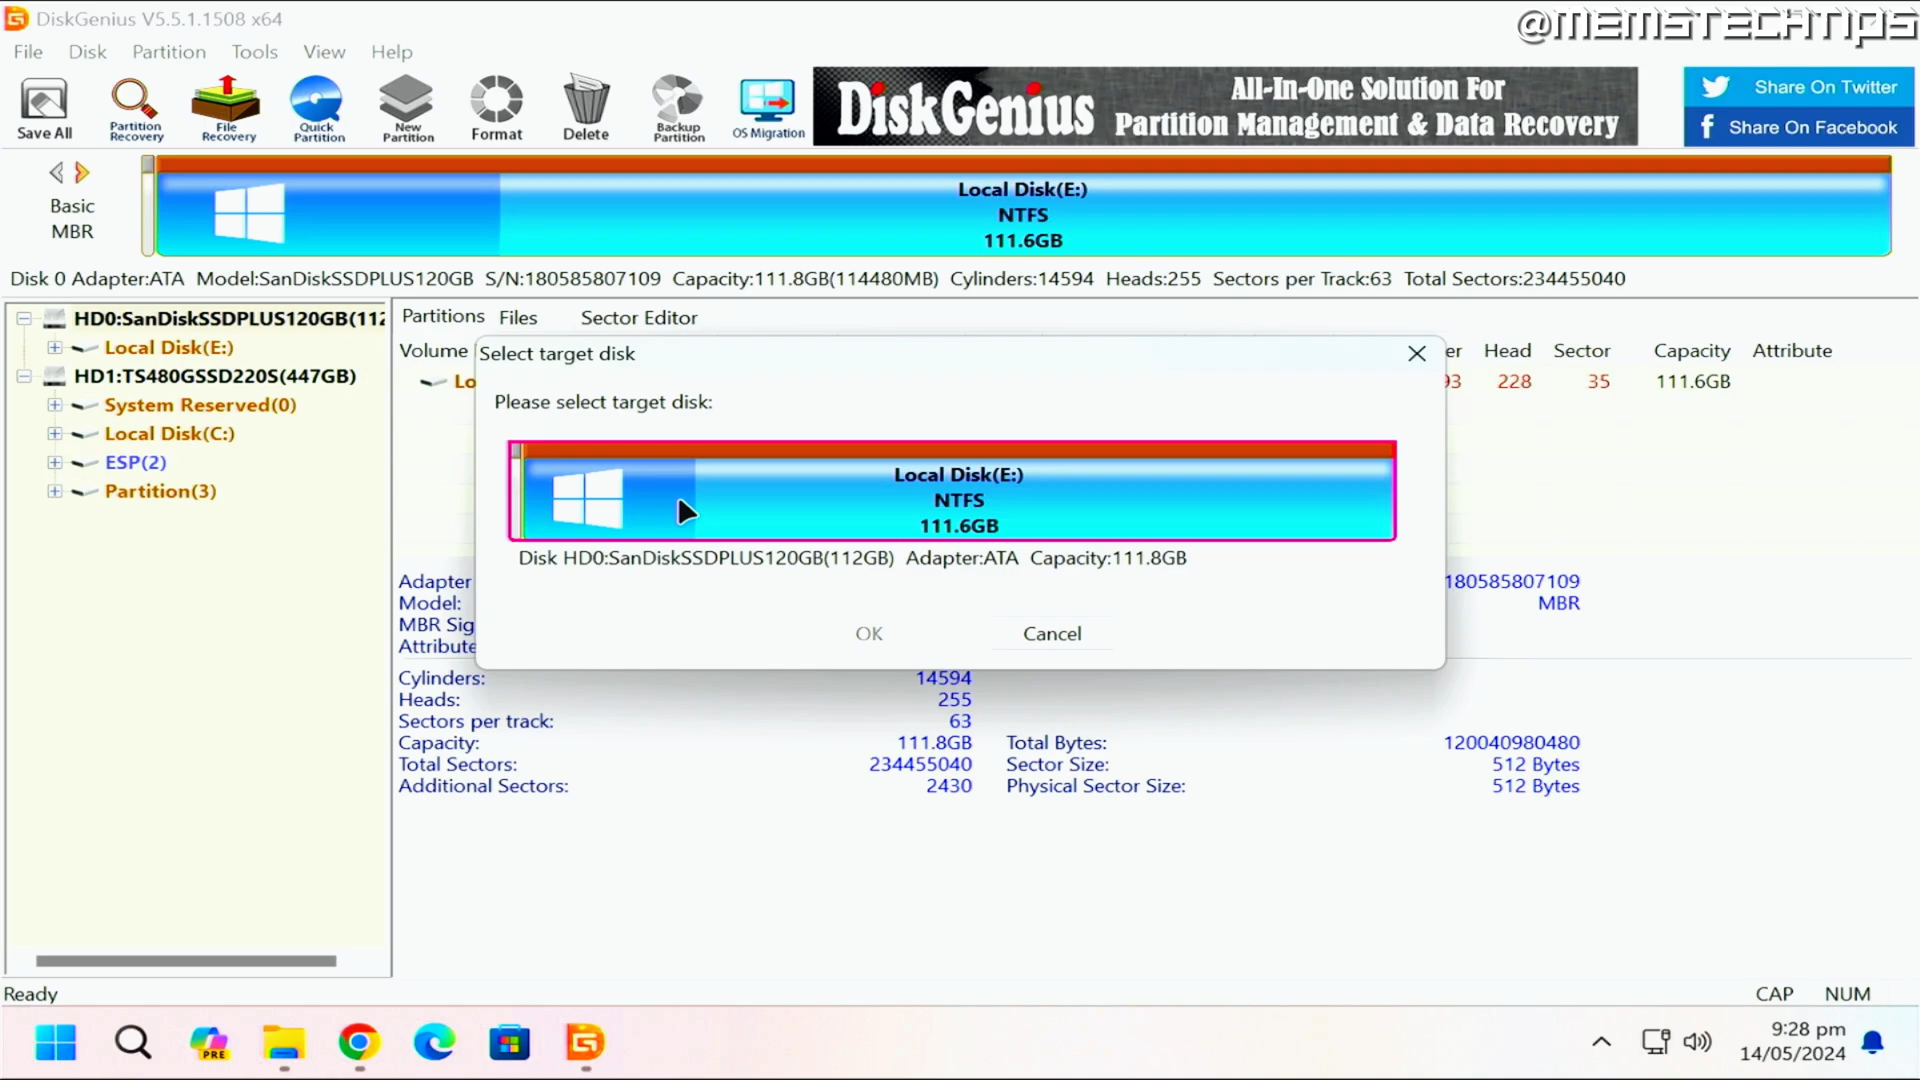 DiskGenius V5.5.1.1508 x64
@MEMSTECHTIPS
File Disk Partition Tools View Help
Save All
Partition Recovery
File Recovery
Quick Partition
New Partition
Format
Delete
Backup Partition
OS Migration
DiskGenius
All-In-One Solution For
Partition Management & Data Recovery
Share On Twitter
Share On Facebook
Basic
MBR
Local Disk(E:)
NTFS
111.6GB
Disk 0 Adapter:ATA Model:SanDiskSSDPLUS120GB S/N:180585807109 Capacity:111.8GB(114480MB) Cylinders:14594 Heads:255 Sectors per Track:63 Total Sectors:234455040
HD0:SanDiskSSDPLUS120GB(112
Local Disk(E:)
HD1:TS480GSSD220S(447GB)
System Reserved(0)
Local Disk(C:)
ESP(2)
Partition(3)
Partitions Files Sector Editor
Volume er Head Sector Capacity Attribute
Lo 93 228 35 111.6GB
Select target disk
Please select target disk:
Local Disk(E:)
NTFS
111.6GB
Disk HD0:SanDiskSSDPLUS120GB(112GB) Adapter:ATA Capacity:111.8GB
OK Cancel
Adapter 180585807109
Model: MBR
MBR Sig
Attribute
Cylinders: 14594
Heads: 255
Sectors per track: 63
Capacity: 111.8GB Total Bytes: 120040980480
Total Sectors: 234455040 Sector Size: 512 Bytes
Additional Sectors: 2430 Physical Sector Size: 512 Bytes
Ready CAP NUM
PRE
9:28 pm
14/05/2024